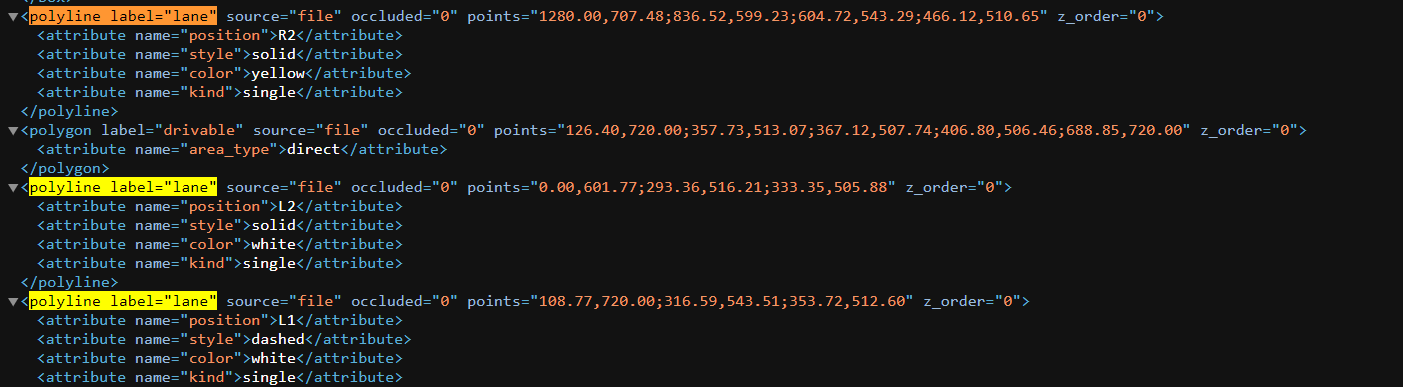 </box>
▼<polyline label="lane" source="file" occluded="0" points="1280.00,707.48;836.52,599.23;604.72,543.29;466.12,510.65" z_order="0">
<attribute name="position">R2</attribute>
<attribute name="style">solid</attribute>
<attribute name="color">yellow</attribute>
<attribute name="kind">single</attribute>
</polyline>
▼<polygon label="drivable" source="file" occluded="0" points="126.40,720.00;357.73,513.07;367.12,507.74;406.80,506.46;688.85,720.00" z_order="0">
<attribute name="area_type">direct</attribute>
</polygon>
▼<polyline label="lane" source="file" occluded="0" points="0.00,601.77;293.36,516.21;333.35,505.88" z_order="0">
<attribute name="position">L2</attribute>
<attribute name="style">solid</attribute>
<attribute name="color">white</attribute>
<attribute name="kind">single</attribute>
</polyline>
▼<polyline label="lane" source="file" occluded="0" points="108.77,720.00;316.59,543.51;353.72,512.60" z_order="0">
<attribute name="position">L1</attribute>
<attribute name="style">dashed</attribute>
<attribute name="color">white</attribute>
<attribute name="kind">single</attribute>